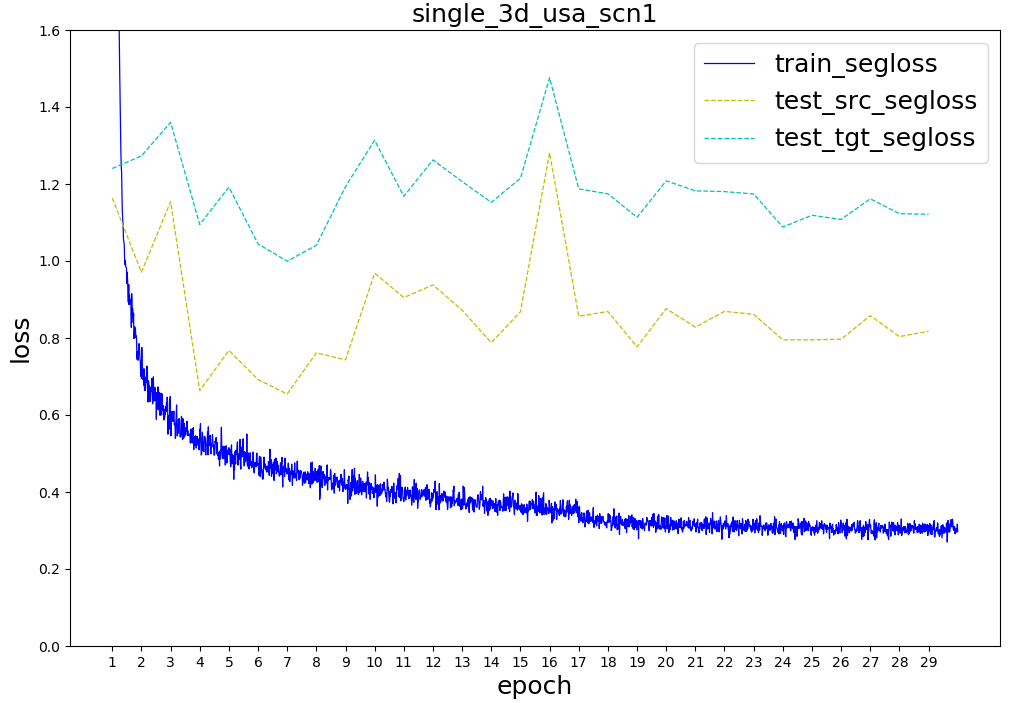 single_3d_usa_scn1
train_segloss
test_src_segloss
test_tgt_segloss
loss
1.6
1.4
1.2
1.0
0.8
0.6
0.4
0.2
0.0
1 2 3 4 5 6 7 8 9 10 11 12 13 14 15 16 17 18 19 20 21 22 23 24 25 26 27 28 29
epoch